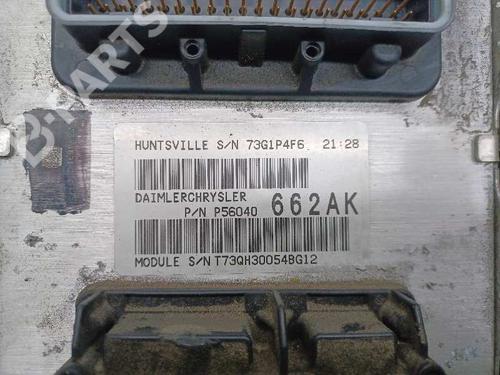 B-PARTS
HUNTSVILLE S/N 73G1P4F6 21:28
DAIMLERCHRYSLER
P/N P56040 662AK
MODULE S/N T73QH30054BG12